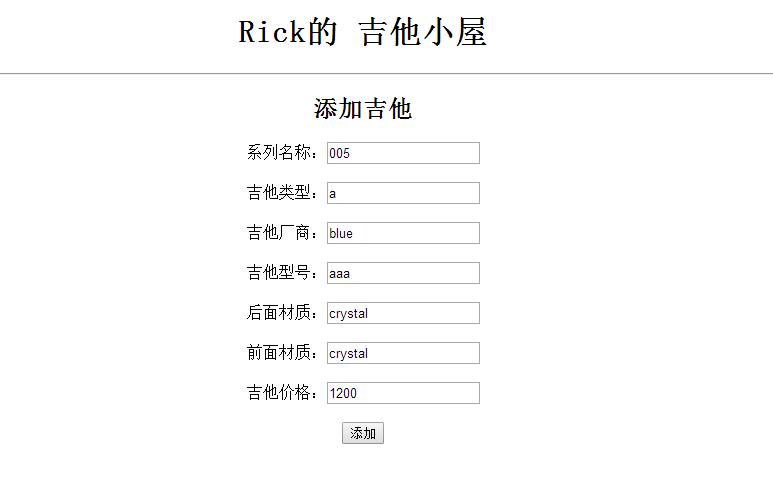 Rick的 吉他小屋
添加吉他
系列名称：005
吉他类型：a
吉他厂商：blue
吉他型号：aaa
后面材质：crystal
前面材质：crystal
吉他价格：1200
添加